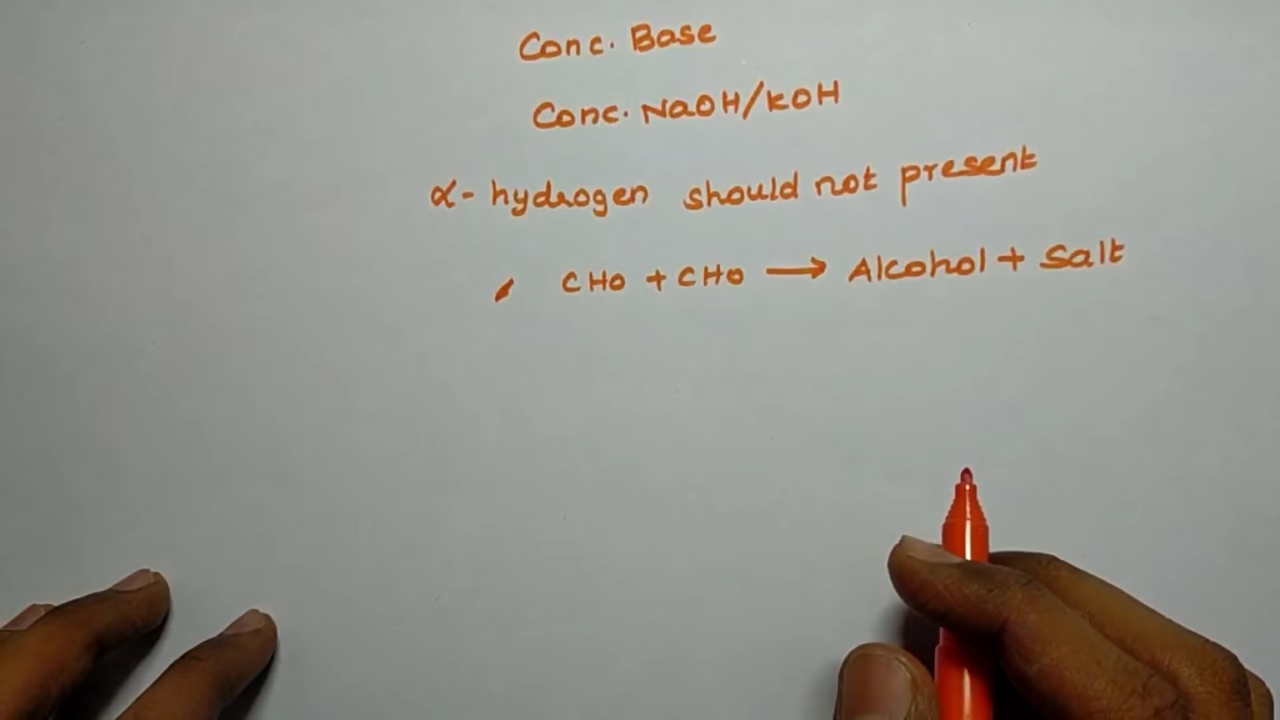 Conc. Base
Conc. NaOH/KOH
α- hydrogen should not present
CHO + CHO → Alcohol + Salt